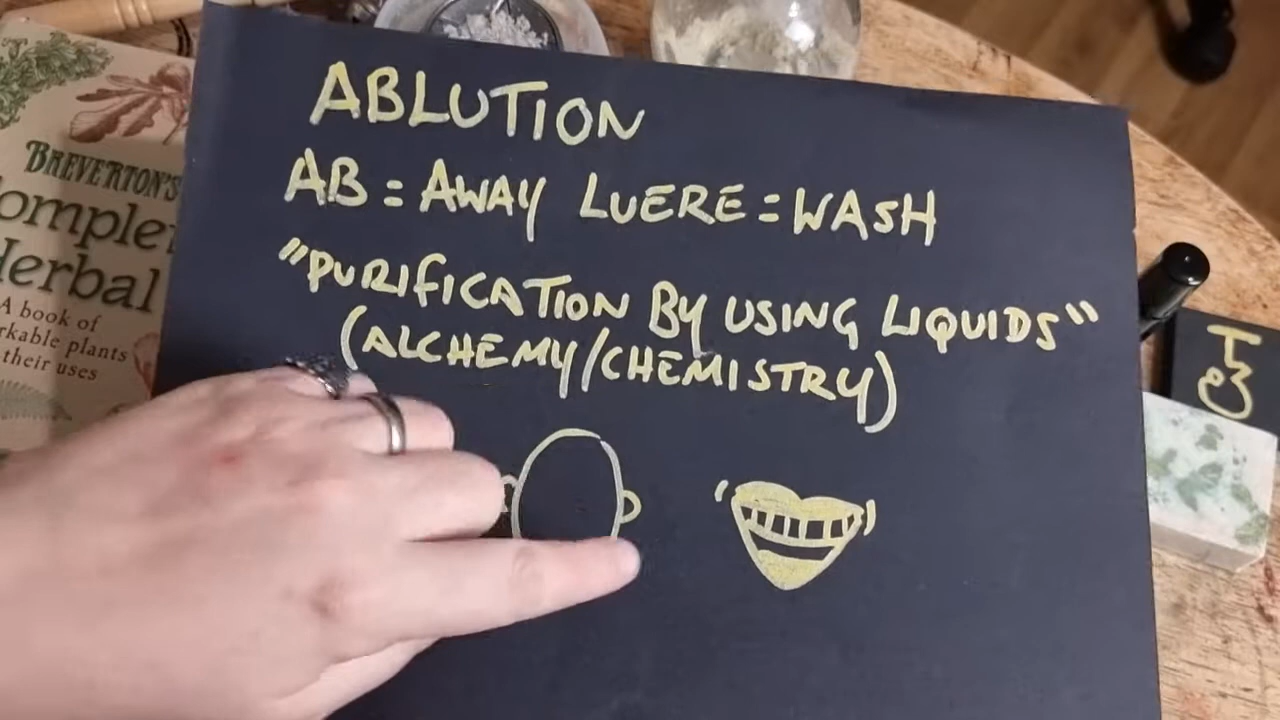 ABLUTION
AB = AWAY LUERE = WASH
"PURIFICATION BY USING LIQUIDS"
(ALCHEMY/CHEMISTRY)
BREVERTON'S
omplet
erbal
A book of
rkable plants
their uses